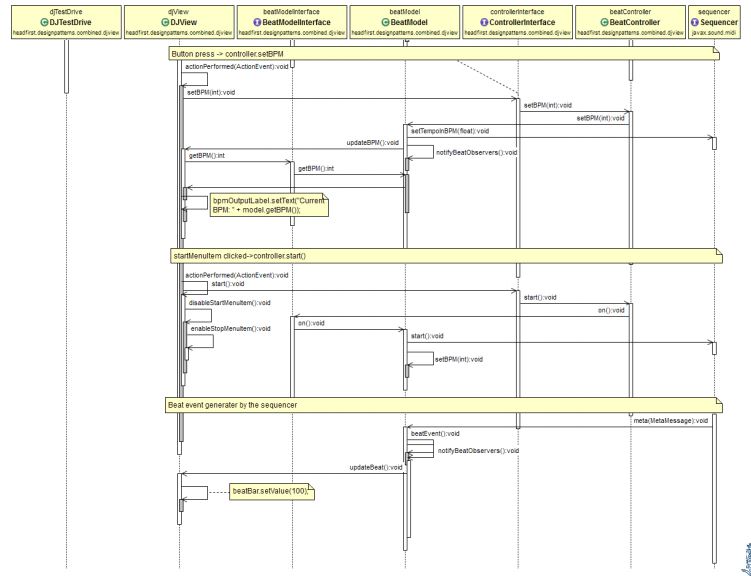 djTestDrive
DJTestDrive
headfirst.designpatterns.combined.djview
djView
DJView
headfirst.designpatterns.combined.djview
beatModelInterface
BeatModelInterface
headfirst.designpatterns.combined.djview
beatModel
BeatModel
headfirst.designpatterns.combined.djview
controllerInterface
ControllerInterface
headfirst.designpatterns.combined.djview
beatController
BeatController
headfirst.designpatterns.combined.djview
sequencer
Sequencer
javax.sound.midi
Button press -> controller.setBPM
actionPerformed(ActionEvent):void
setBPM(int):void
setBPM(int):void
setBPM(int):void
setTempoInBPM(float):void
updateBPM():void
notifyBeatObservers():void
getBPM():int
getBPM():int
bpmOutputLabel.setText("Current
BPM: " + model.getBPM());
startMenuItem clicked->controller.start()
actionPerformed(ActionEvent):void
start():void
start():void
disableStartMenuItem():void
on():void
enableStopMenuItem():void
on():void
start():void
setBPM(int):void
Beat event generater by the sequencer
meta(MetaMessage):void
beatEvent():void
notifyBeatObservers():void
updateBeat():void
beatBar.setValue(100);